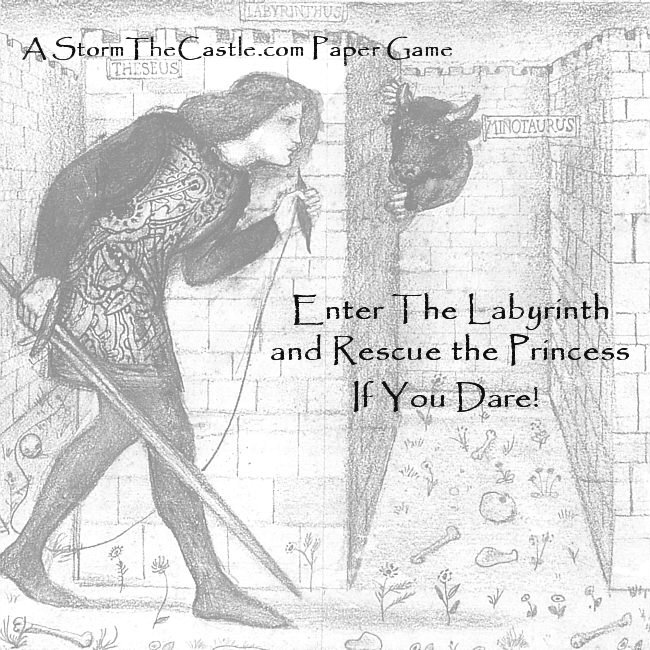 LABYRINTHUS
A StormTheCastle.com Paper Game
THESEUS
MINOTAURUS
Enter The Labyrinth
and Rescue the Princess
If You Dare!